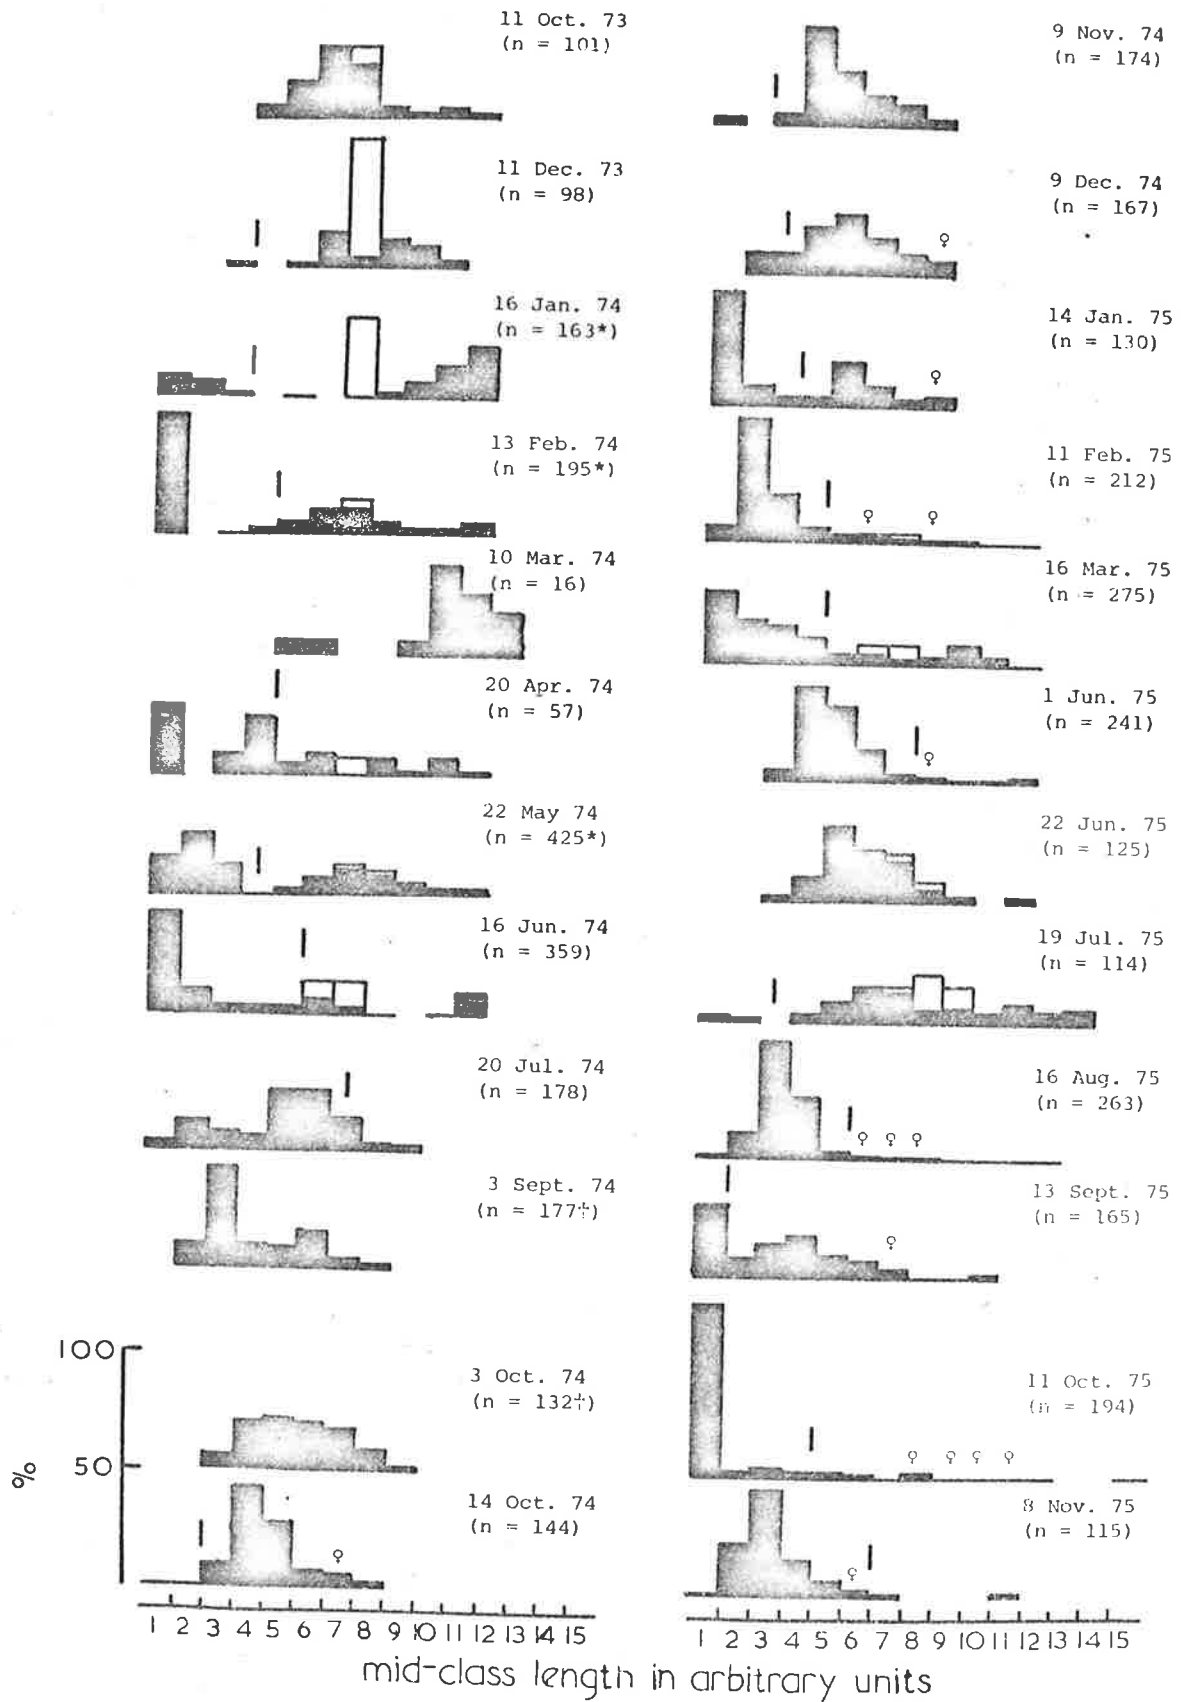 11 Oct. 73
(n = 101)
11 Dec. 73
(n = 98)
16 Jan. 74
(n = 163*)
13 Feb. 74
(n = 195*)
10 Mar. 74
(n = 16)
20 Apr. 74
(n = 57)
22 May 74
(n = 425*)
16 Jun. 74
(n = 359)
20 Jul. 74
(n = 178)
3 Sept. 74
(n = 177†)
3 Oct. 74
(n = 132†)
14 Oct. 74
(n = 144)
♀
100
50
%
1 2 3 4 5 6 7 8 9 10 11 12 13 14 15
9 Nov. 74
(n = 174)
9 Dec. 74
(n = 167)
♀
14 Jan. 75
(n = 130)
♀
11 Feb. 75
(n = 212)
♀ ♀
16 Mar. 75
(n = 275)
1 Jun. 75
(n = 241)
♀
22 Jun. 75
(n = 125)
19 Jul. 75
(n = 114)
16 Aug. 75
(n = 263)
♀ ♀ ♀
13 Sept. 75
(n = 165)
♀
11 Oct. 75
(n = 194)
♀ ♀ ♀ ♀
8 Nov. 75
(n = 115)
♀
1 2 3 4 5 6 7 8 9 10 11 12 13 14 15
mid-class length in arbitrary units